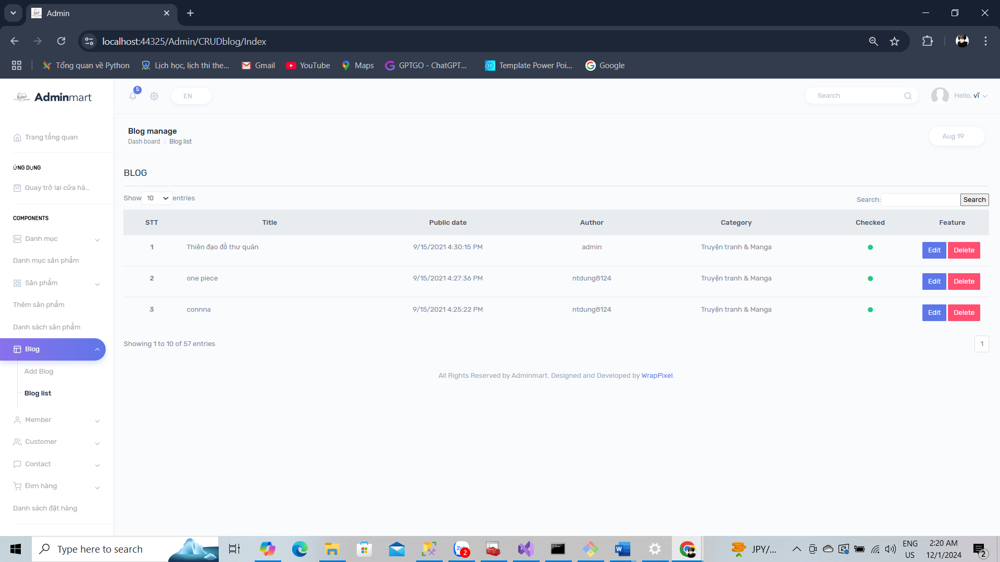 Admin
localhost:44325/Admin/CRUDblog/Index
Tổng quan về Python
Lịch học, lịch thi the...
Gmail
YouTube
Maps
GPTGO - ChatGPT...
Template Power Poi...
Google
Adminmart
5
EN
Search
Hello, vĩ
Trang tổng quan
ỨNG DỤNG
Quay trở lại cửa hà...
COMPONENTS
Danh mục
Danh mục sản phẩm
Sản phẩm
Thêm sản phẩm
Danh sách sản phẩm
Blog
Add Blog
Blog list
Member
Customer
Contact
Đơn hàng
Danh sách đặt hàng
Blog manage
Dash board / Blog list
Aug 19
BLOG
Show 10 entries
Search: Search
STT Title Public date Author Category Checked Feature
1 Thiên đạo đồ thư quán 9/15/2021 4:30:15 PM admin Truyện tranh & Manga Edit Delete
2 one piece 9/15/2021 4:27:36 PM ntdung8124 Truyện tranh & Manga Edit Delete
3 connna 9/15/2021 4:25:22 PM ntdung8124 Truyện tranh & Manga Edit Delete
Showing 1 to 10 of 57 entries
1
All Rights Reserved by Adminmart. Designed and Developed by WrapPixel.
Type here to search
2
JPY/...
ENG
US
2:20 AM
12/1/2024
2